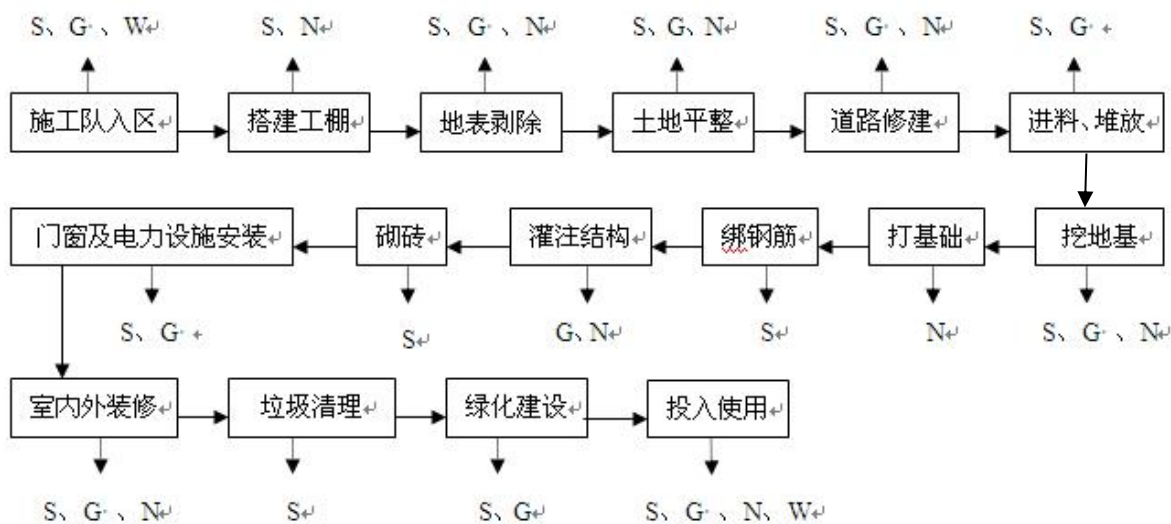 S、G、W S、N S、G、N S、G、N S、G、N S、G
施工队入区 搭建工棚 地表剥除 土地平整 道路修建 进料、堆放
门窗及电力设施安装 砌砖 灌注结构 绑钢筋 打基础 挖地基
S、G S G、N S N S、G、N
室内外装修 垃圾清理 绿化建设 投入使用
S、G、N S S、G S、G、N、W